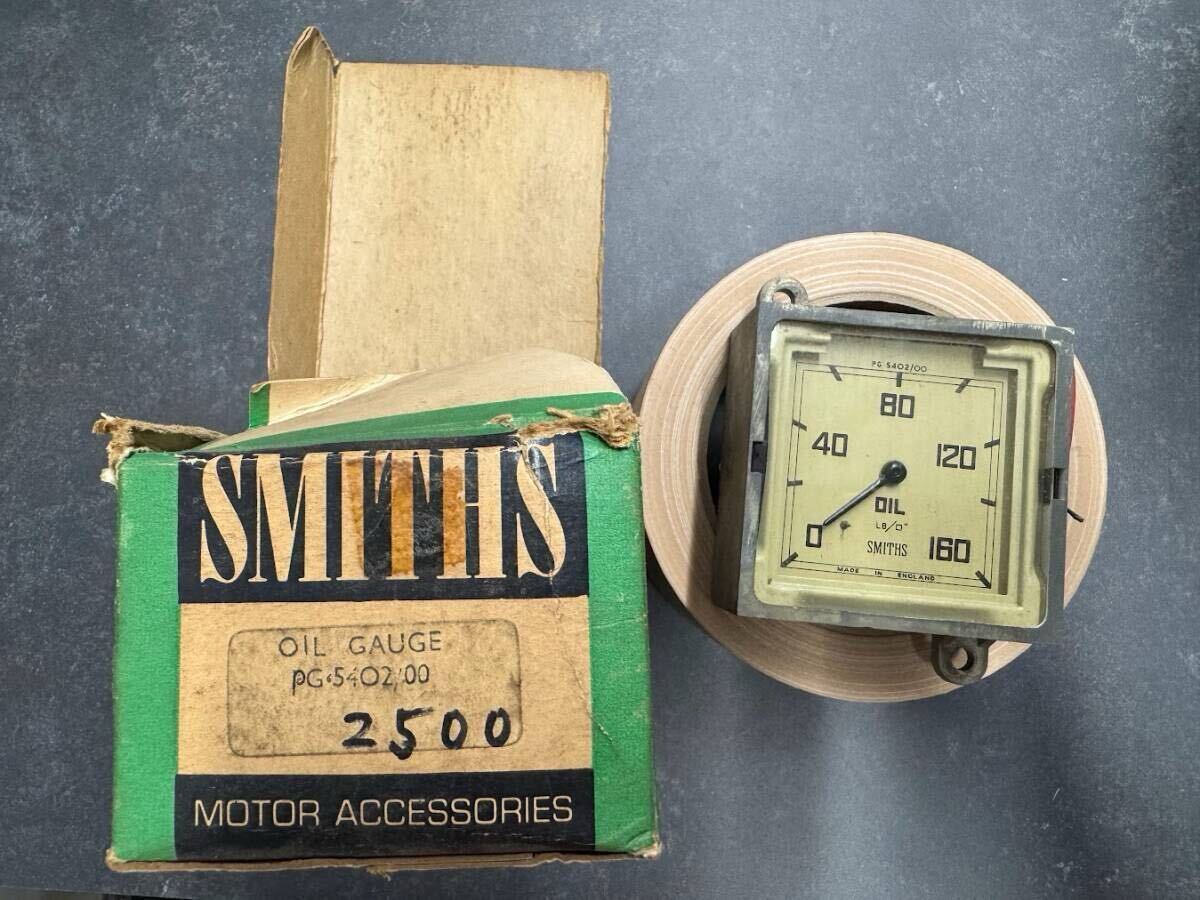 SMITHS
OIL GAUGE
PG·5402/00
2500
MOTOR ACCESSORIES
PG 5402/00
80
40
120
OIL
LB/□"
0
SMITHS
160
MADE IN ENGLAND